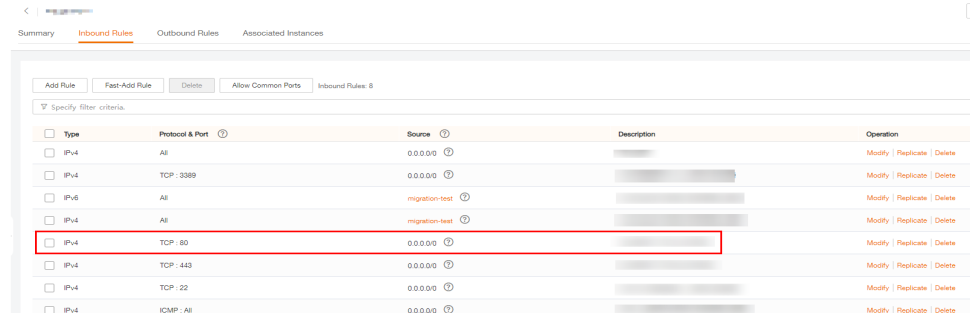 Summary Inbound Rules Outbound Rules Associated Instances
Add Rule Fast-Add Rule Delete Allow Common Ports Inbound Rules: 8
Specify filter criteria.
Type Protocol & Port Source Description Operation
IPv4 All 0.0.0.0/0 Modify | Replicate | Delete
IPv4 TCP : 3389 0.0.0.0/0 Modify | Replicate | Delete
IPv6 All migration-test Modify | Replicate | Delete
IPv4 All migration-test Modify | Replicate | Delete
IPv4 TCP : 80 0.0.0.0/0 Modify | Replicate | Delete
IPv4 TCP : 443 0.0.0.0/0 Modify | Replicate | Delete
IPv4 TCP : 22 0.0.0.0/0 Modify | Replicate | Delete
IPv4 ICMP : All 0.0.0.0/0 Modify | Replicate | Delete